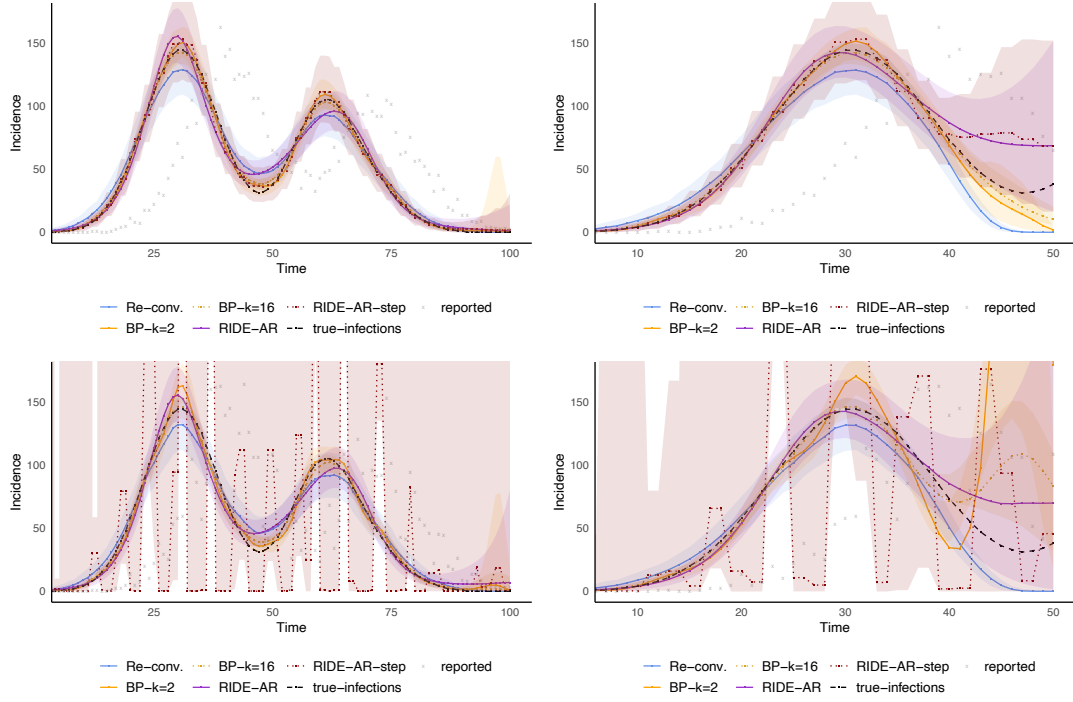 150
100
50
0
Incidence
25 50 75 100
Time
Re−conv. BP−k=16 RIDE−AR−step reported
BP−k=2 RIDE−AR true−infections
150
100
50
0
Incidence
10 20 30 40 50
Time
Re−conv. BP−k=16 RIDE−AR−step reported
BP−k=2 RIDE−AR true−infections
150
100
50
0
Incidence
25 50 75 100
Time
Re−conv. BP−k=16 RIDE−AR−step reported
BP−k=2 RIDE−AR true−infections
150
100
50
0
Incidence
10 20 30 40 50
Time
Re−conv. BP−k=16 RIDE−AR−step reported
BP−k=2 RIDE−AR true−infections